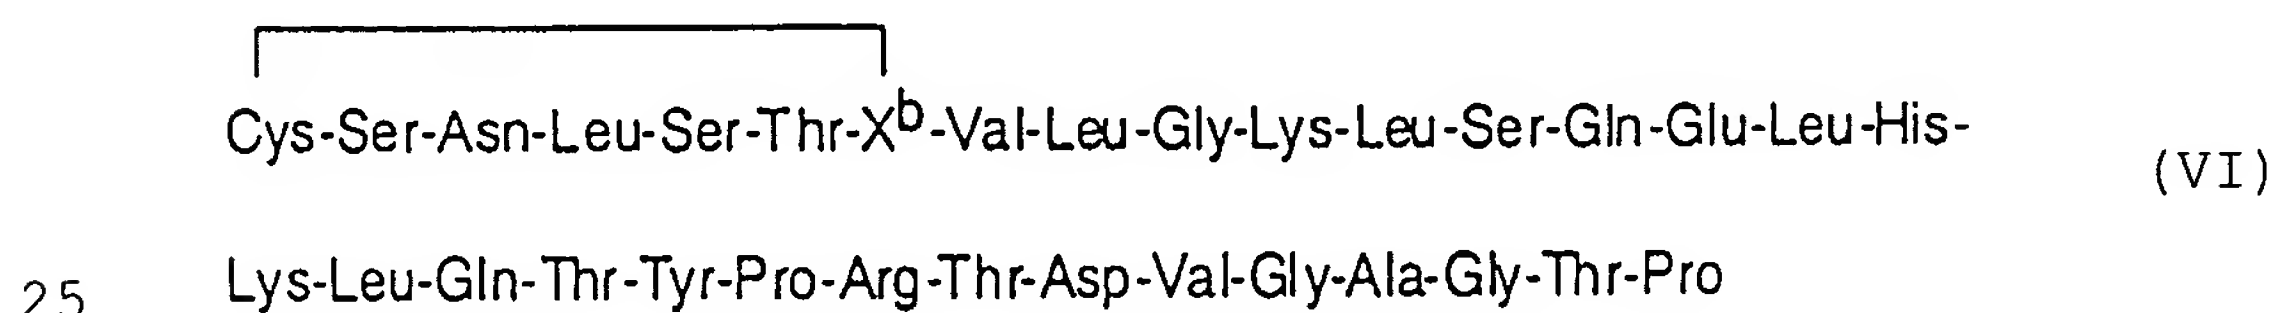 Cys-Ser-Asn-Leu-Ser-Thr-Xᵇ-Val-Leu-Gly-Lys-Leu-Ser-Gln-Glu-Leu-His-
(VI)
25 Lys-Leu-Gln-Thr-Tyr-Pro-Arg-Thr-Asp-Val-Gly-Ala-Gly-Thr-Pro